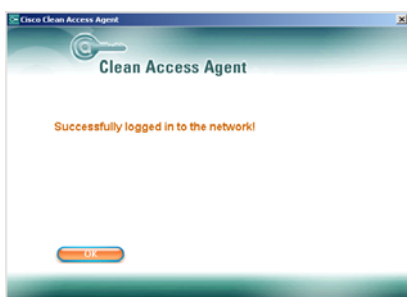 Cisco Clean Access Agent
Clean Access Agent
Successfully logged in to the network!
OK